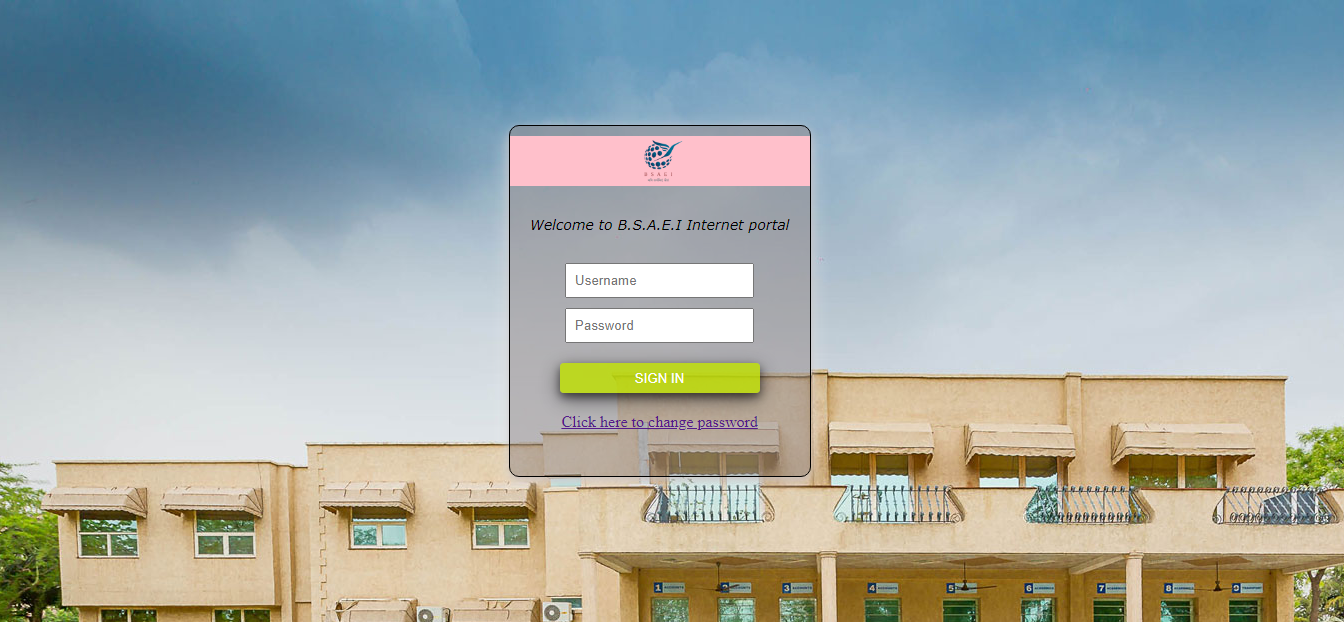 B S A E I
Welcome to B.S.A.E.I Internet portal
Username
Password
SIGN IN
Click here to change password
1
2
3
4
5
6
7
8
9